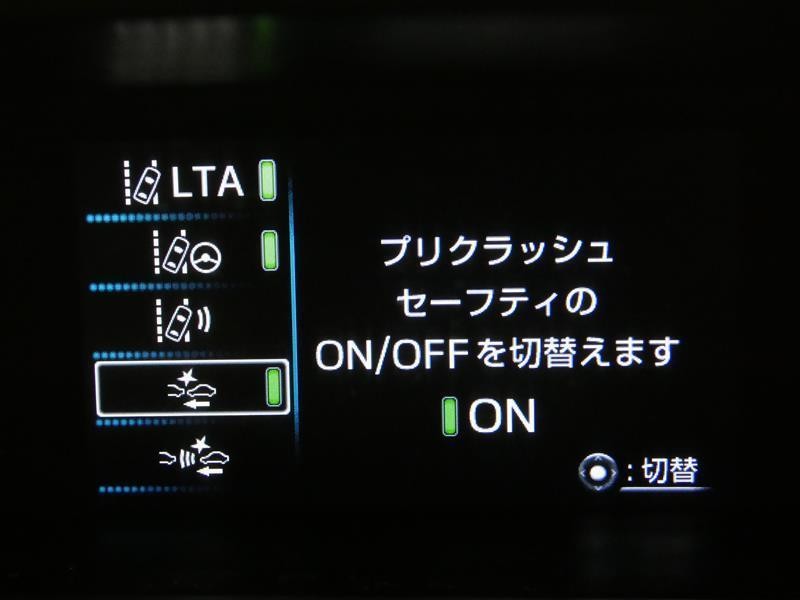 LTA
プリクラッシュ
セーフティの
ON/OFFを切替えます
ON
:切替